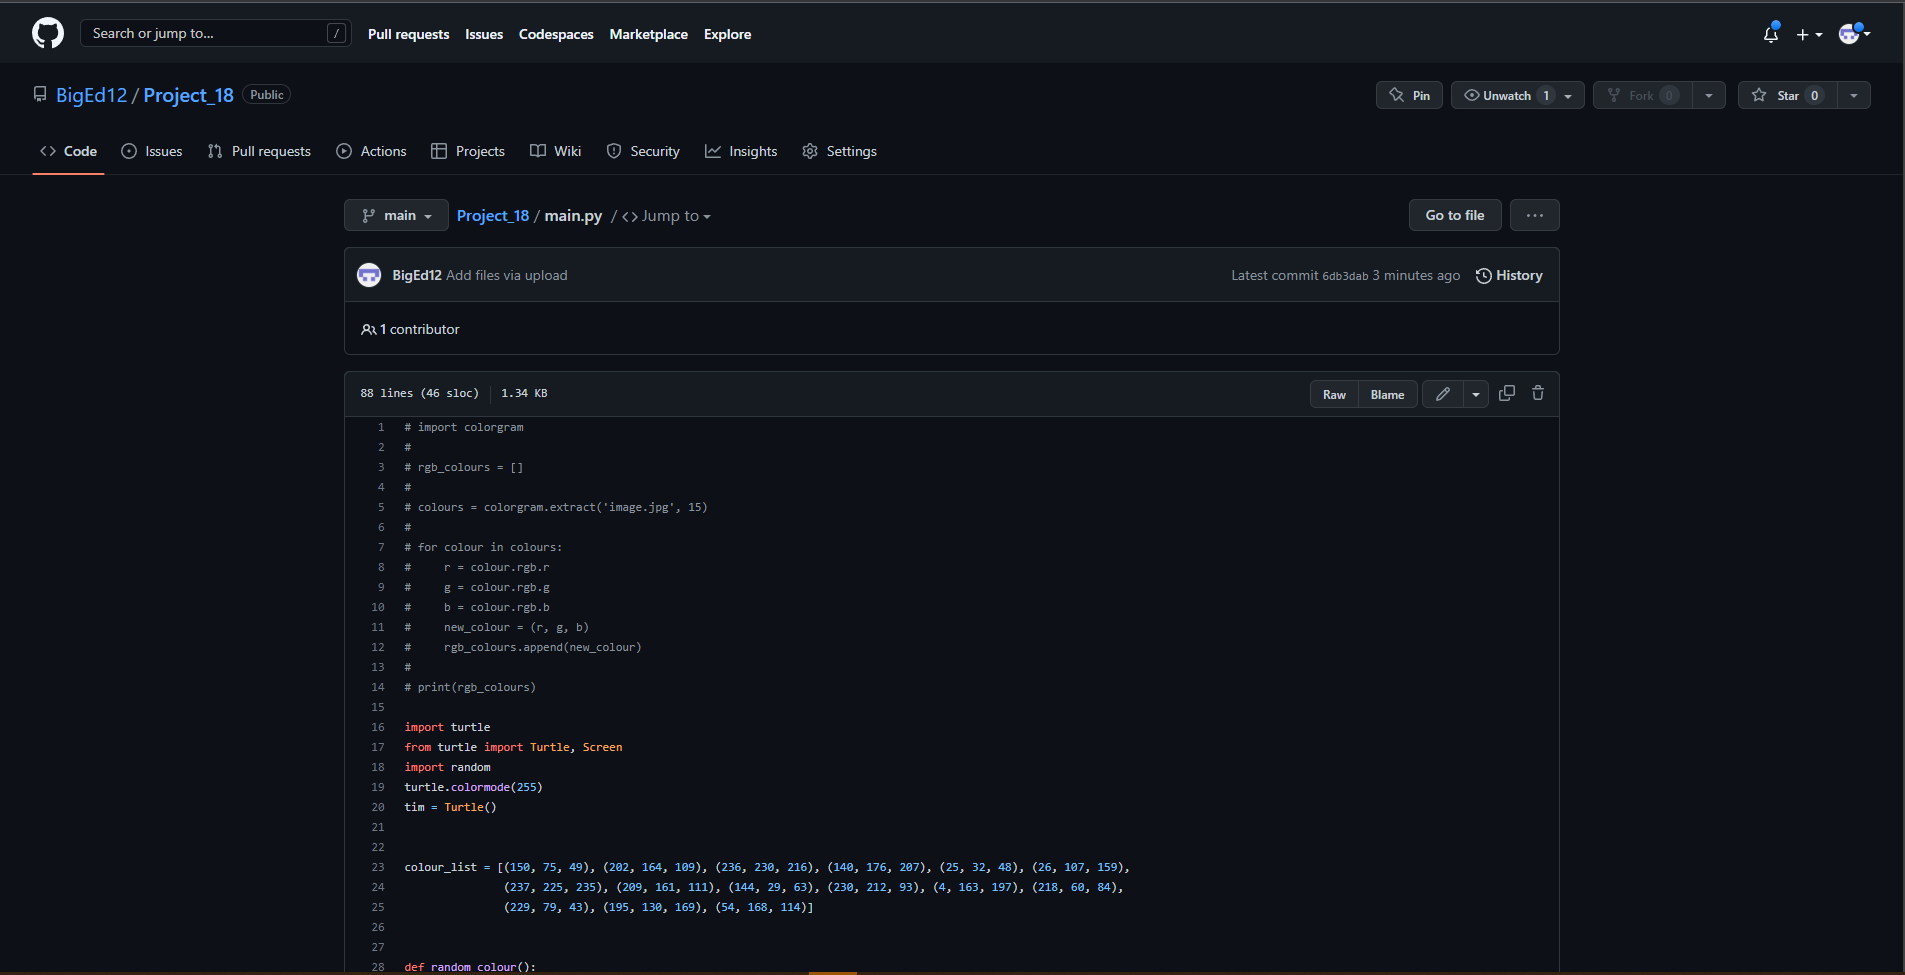 Search or jump to... /
Pull requests Issues Codespaces Marketplace Explore
BigEd12 / Project_18 Public
Pin Unwatch 1 Fork 0 Star 0
Code Issues Pull requests Actions Projects Wiki Security Insights Settings
main Project_18 / main.py / <> Jump to
Go to file ...
BigEd12 Add files via upload Latest commit 6db3dab 3 minutes ago History
1 contributor
88 lines (46 sloc) 1.34 KB Raw Blame
1 # import colorgram
2 #
3 # rgb_colours = []
4 #
5 # colours = colorgram.extract('image.jpg', 15)
6 #
7 # for colour in colours:
8 #     r = colour.rgb.r
9 #     g = colour.rgb.g
10 #     b = colour.rgb.b
11 #     new_colour = (r, g, b)
12 #     rgb_colours.append(new_colour)
13 #
14 # print(rgb_colours)
15
16 import turtle
17 from turtle import Turtle, Screen
18 import random
19 turtle.colormode(255)
20 tim = Turtle()
21
22
23 colour_list = [(150, 75, 49), (202, 164, 109), (236, 230, 216), (140, 176, 207), (25, 32, 48), (26, 107, 159),
24                (237, 225, 235), (209, 161, 111), (144, 29, 63), (230, 212, 93), (4, 163, 197), (218, 60, 84),
25                (229, 79, 43), (195, 130, 169), (54, 168, 114)]
26
27
28 def random_colour():